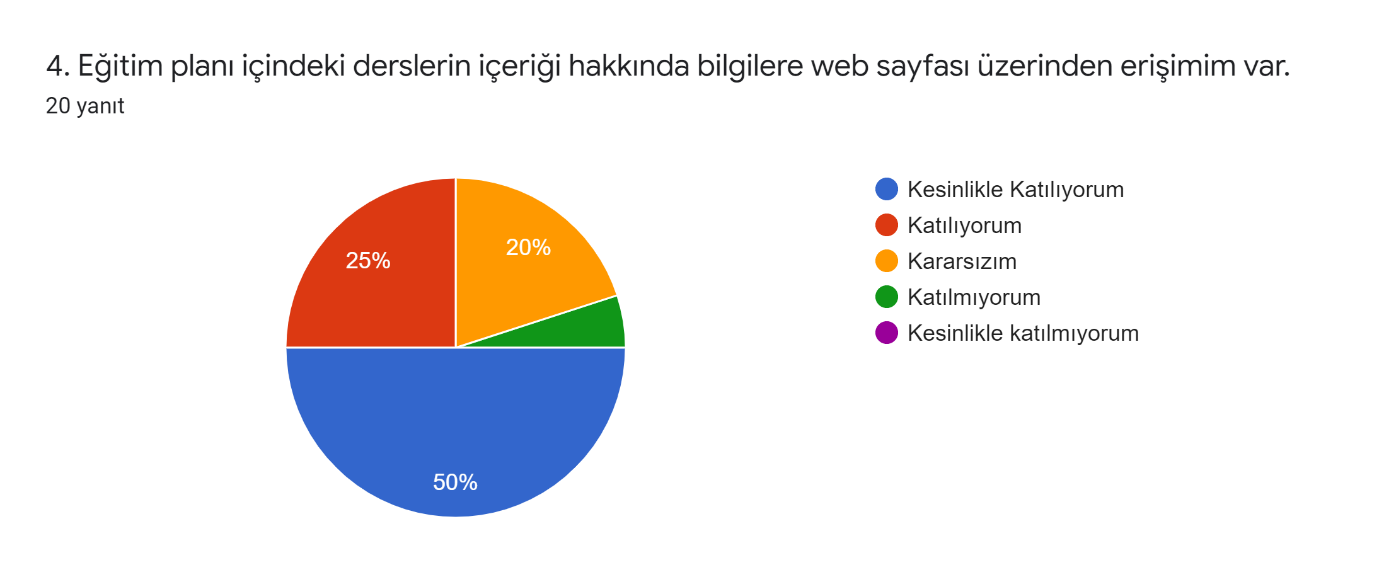 4. Eğitim planı içindeki derslerin içeriği hakkında bilgilere web sayfası üzerinden erişimim var.
20 yanıt
25%
20%
50%
Kesinlikle Katılıyorum
Katılıyorum
Kararsızım
Katılmıyorum
Kesinlikle katılmıyorum